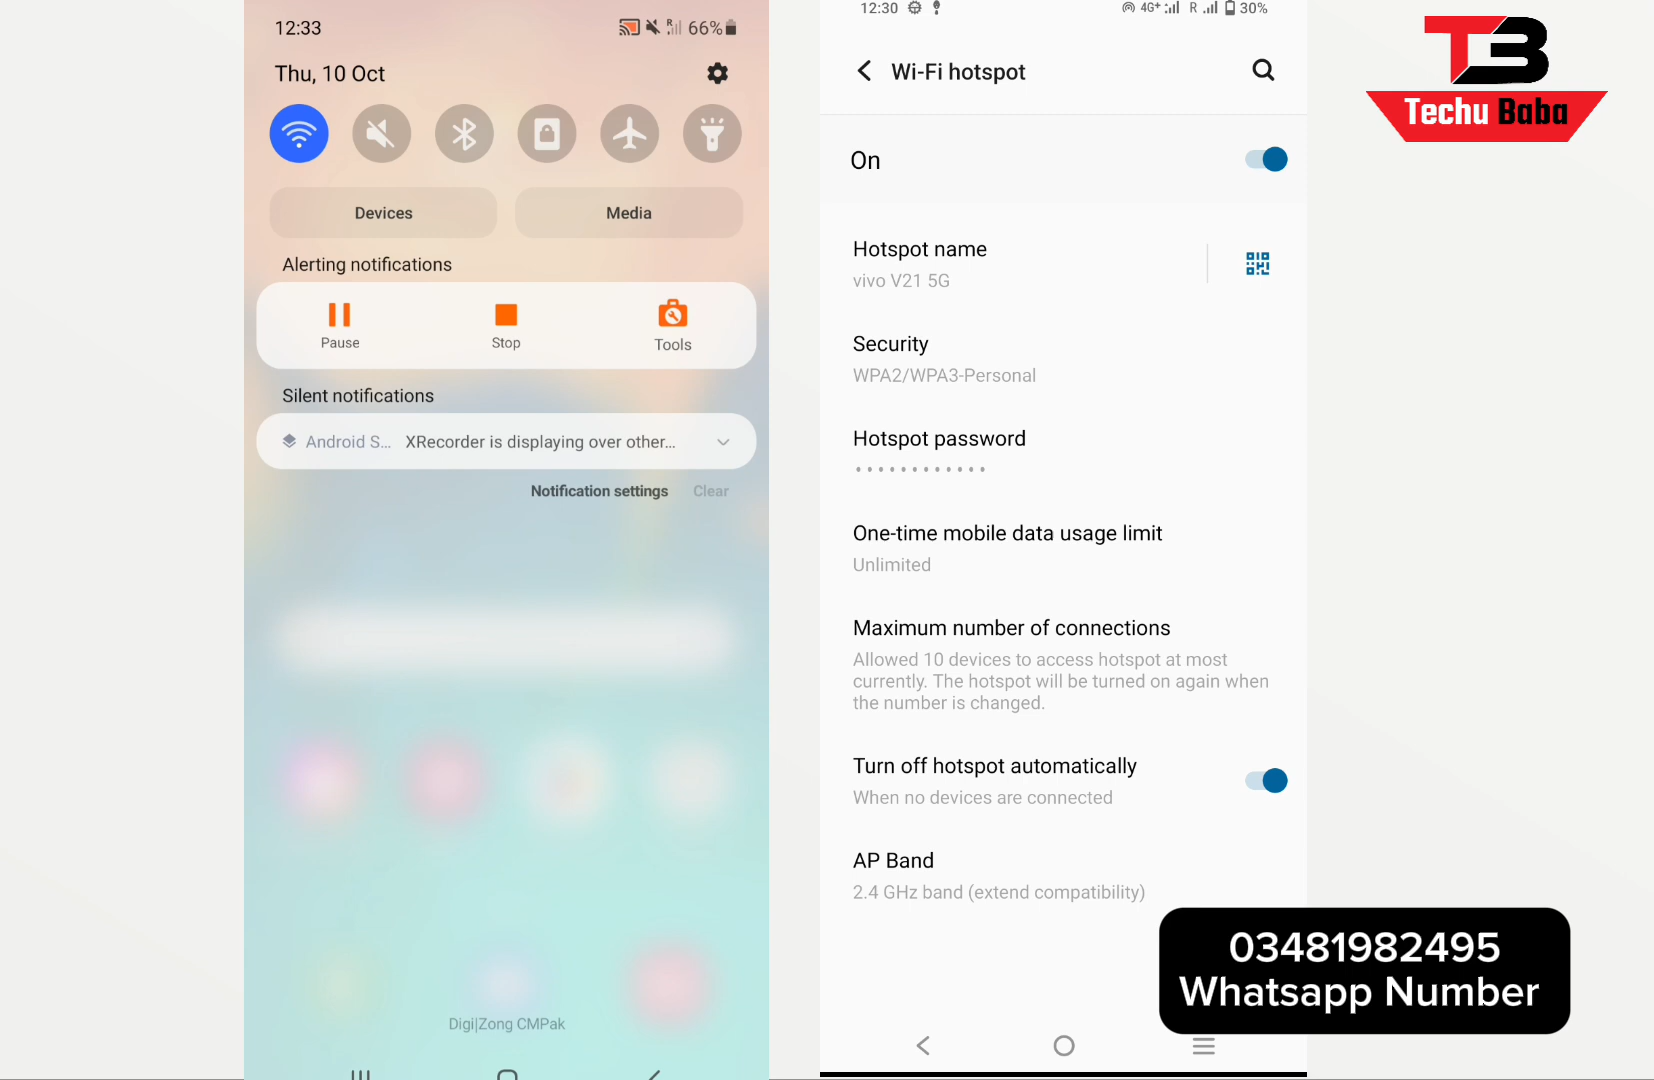 12:33
R 66%
Thu, 10 Oct
Devices
Media
Alerting notifications
Pause
Stop
Tools
Silent notifications
Android S... XRecorder is displaying over other...
Notification settings
Clear
Digi|Zong CMPak
12:30
4G+ R 30%
Wi-Fi hotspot
On
Hotspot name
vivo V21 5G
Security
WPA2/WPA3-Personal
Hotspot password
............
One-time mobile data usage limit
Unlimited
Maximum number of connections
Allowed 10 devices to access hotspot at most
currently. The hotspot will be turned on again when
the number is changed.
Turn off hotspot automatically
When no devices are connected
AP Band
2.4 GHz band (extend compatibility)
TB
Techu Baba
03481982495
Whatsapp Number